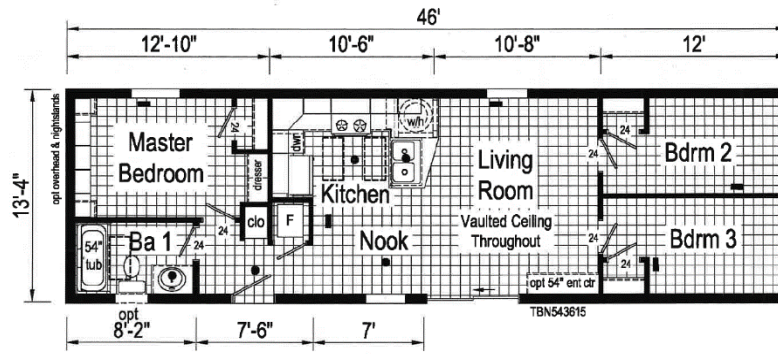 46'
12'-10" 10'-6" 10'-8" 12'
13'-4"
opt overhead & nightstands
Master
Bedroom
24
dresser
dwr
w/h
Kitchen
Living
Room
Vaulted Ceiling
Throughout
24
24
Bdrm 2
Ba 1
54"
tub
24
24
clo
F
Nook
24
24
Bdrm 3
opt 54" ent ctr
TBN543615
opt
8'-2" 7'-6" 7'